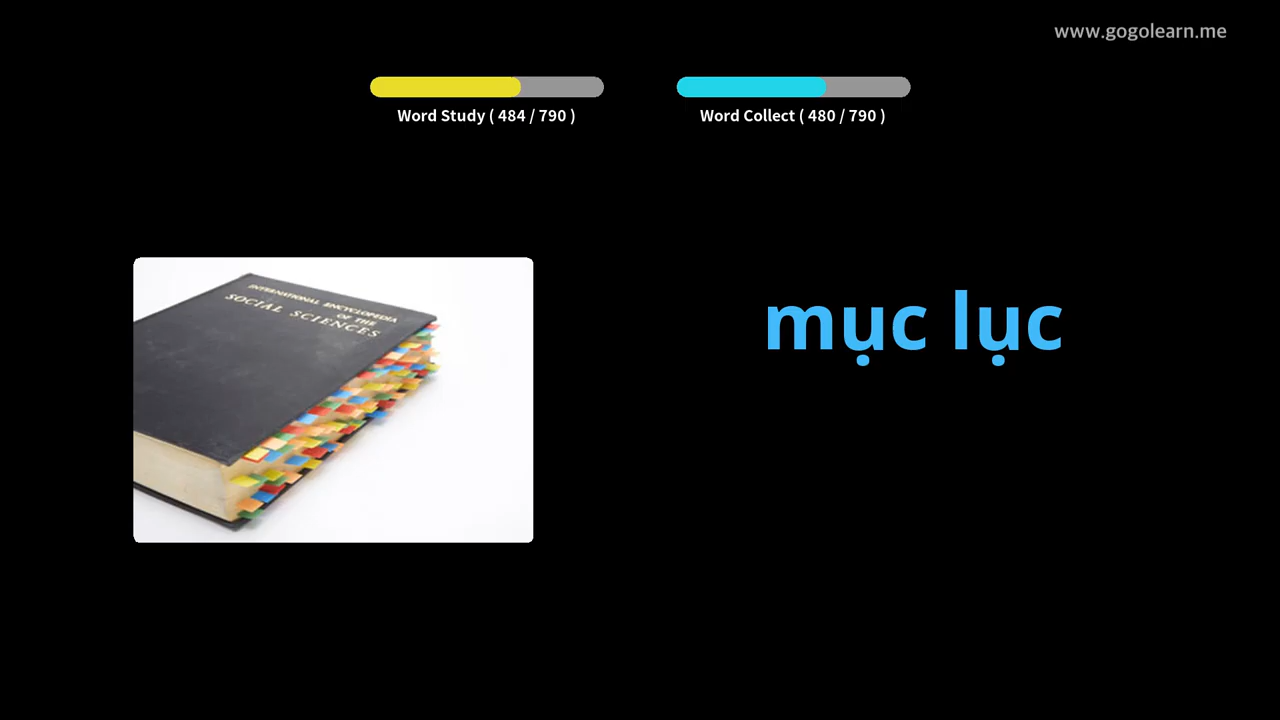 www.gogolearn.me
Word Study ( 484 / 790 )
Word Collect ( 480 / 790 )
INTERNATIONAL ENCYCLOPEDIA
OF THE
SOCIAL SCIENCES
mục lục